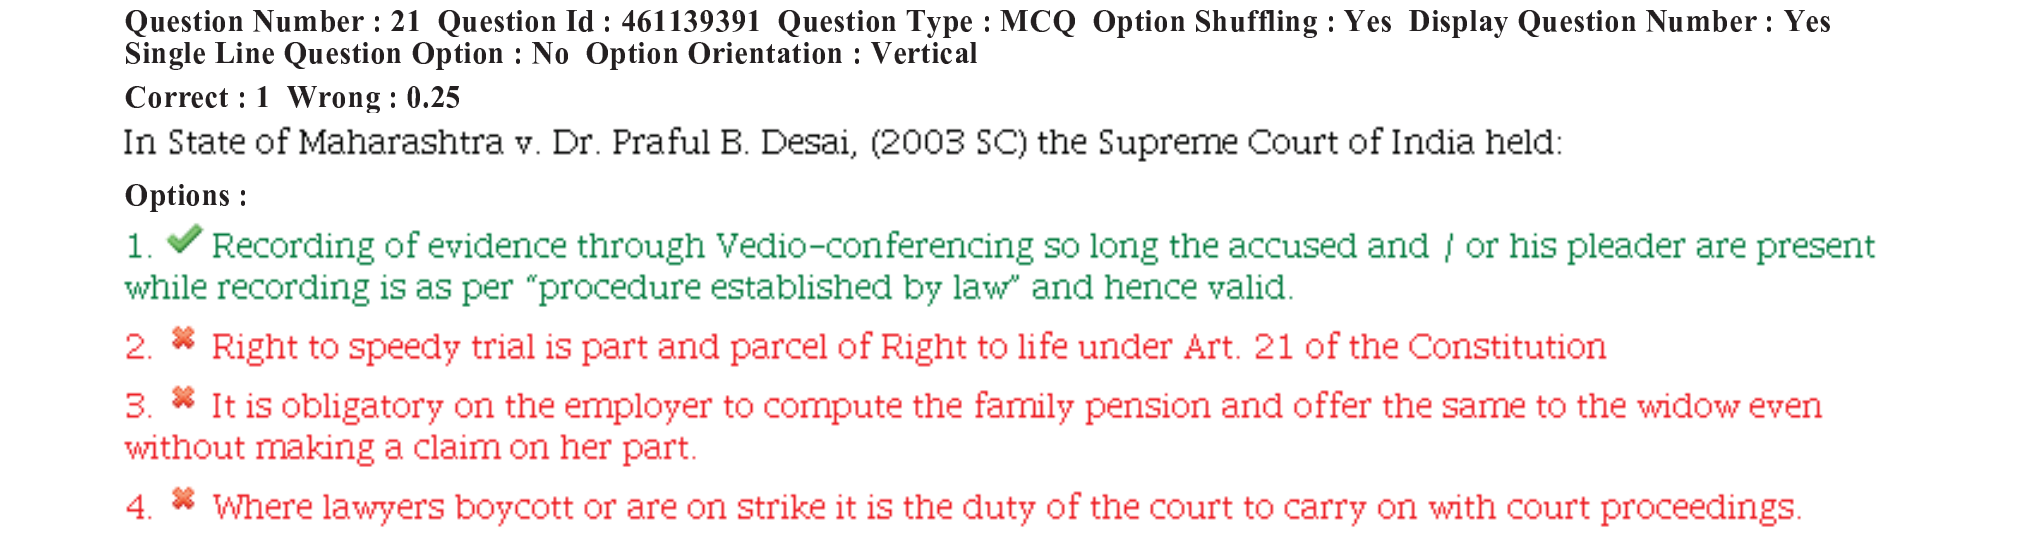 Question Number : 21 Question Id : 461139391 Question Type : MCQ Option Shuffling : Yes Display Question Number : Yes
Single Line Question Option : No Option Orientation : Vertical
Correct : 1 Wrong : 0.25
In State of Maharashtra v. Dr. Praful B. Desai, (2003 SC) the Supreme Court of India held:
Options :
1. ✔ Recording of evidence through Vedio-conferencing so long the accused and / or his pleader are present
while recording is as per “procedure established by law” and hence valid.
2. ✖ Right to speedy trial is part and parcel of Right to life under Art. 21 of the Constitution
3. ✖ It is obligatory on the employer to compute the family pension and offer the same to the widow even
without making a claim on her part.
4. ✖ Where lawyers boycott or are on strike it is the duty of the court to carry on with court proceedings.